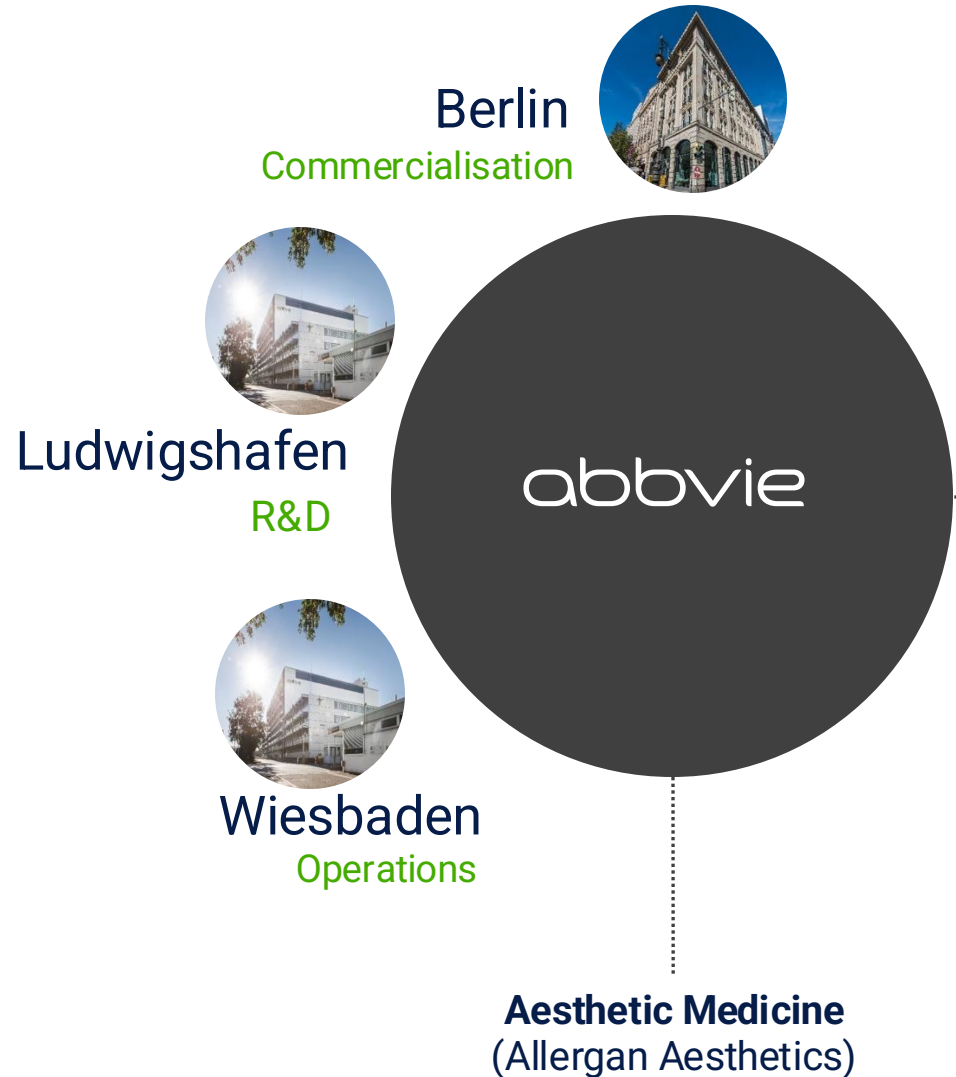 Berlin
Commercialisation
Ludwigshafen
R&D
abbvie
Wiesbaden
Operations
Aesthetic Medicine
(Allergan Aesthetics)